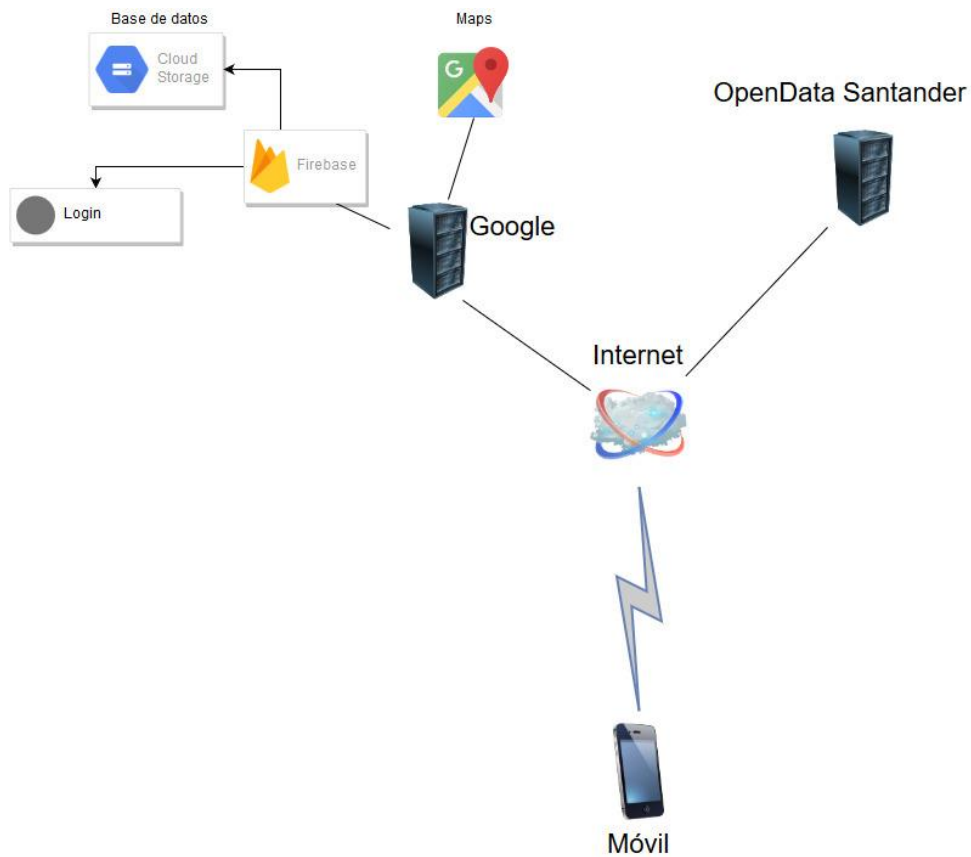 Base de datos
Maps
Cloud
Storage
G
OpenData Santander
Firebase
Login
Google
Internet
Móvil